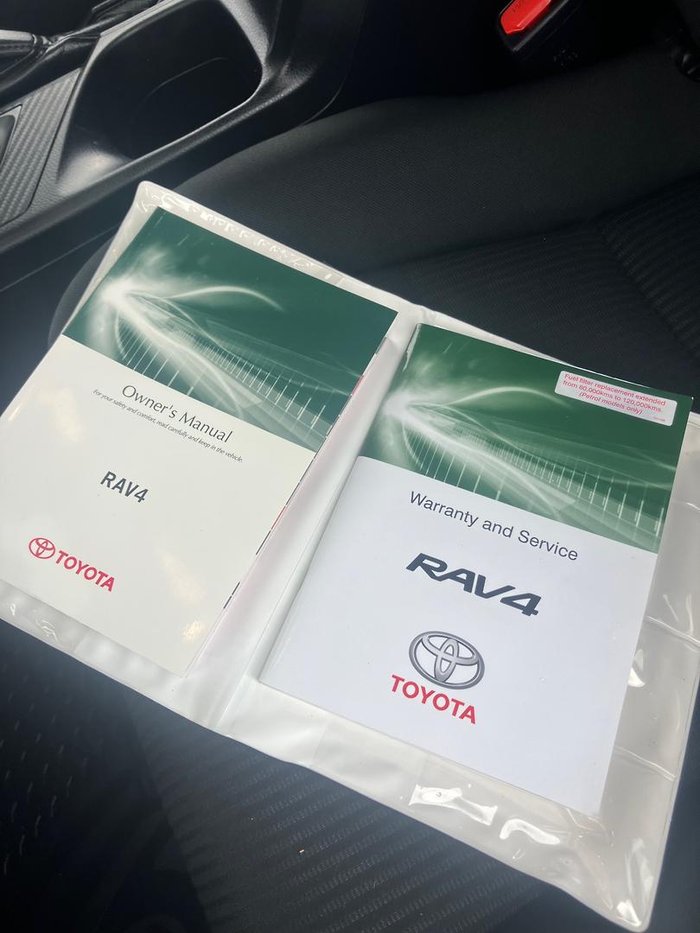 Owner's Manual
For your safety and comfort, read carefully and keep in the vehicle.
RAV4
TOYOTA
Fuel filter replacement extended
from 80,000kms to 120,000kms.
(Petrol models only)
Warranty and Service
RAV4
TOYOTA